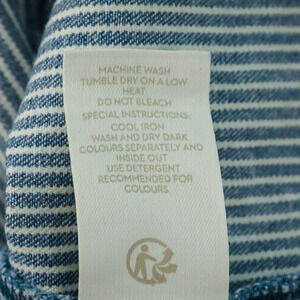 MACHINE WASH
TUMBLE DRY ON A LOW
HEAT
DO NOT BLEACH
SPECIAL INSTRUCTIONS:
COOL IRON
WASH AND DRY DARK
COLOURS SEPARATELY AND
INSIDE OUT
USE DETERGENT
RECOMMENDED FOR
COLOURS